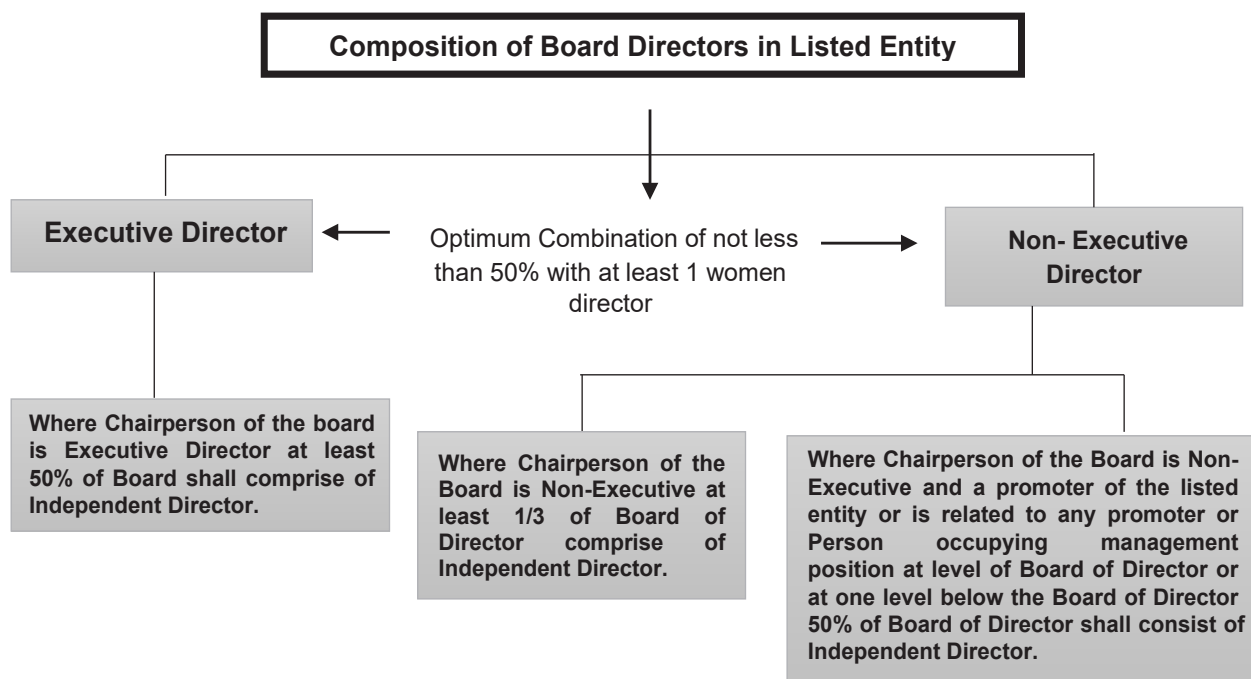 Composition of Board Directors in Listed Entity
Executive Director
Optimum Combination of not less
than 50% with at least 1 women
director
Non- Executive
Director
Where Chairperson of the board
is Executive Director at least
50% of Board shall comprise of
Independent Director.
Where Chairperson of the
Board is Non-Executive at
least 1/3 of Board of
Director comprise of
Independent Director.
Where Chairperson of the Board is Non-
Executive and a promoter of the listed
entity or is related to any promoter or
Person occupying management
position at level of Board of Director or
at one level below the Board of Director
50% of Board of Director shall consist of
Independent Director.